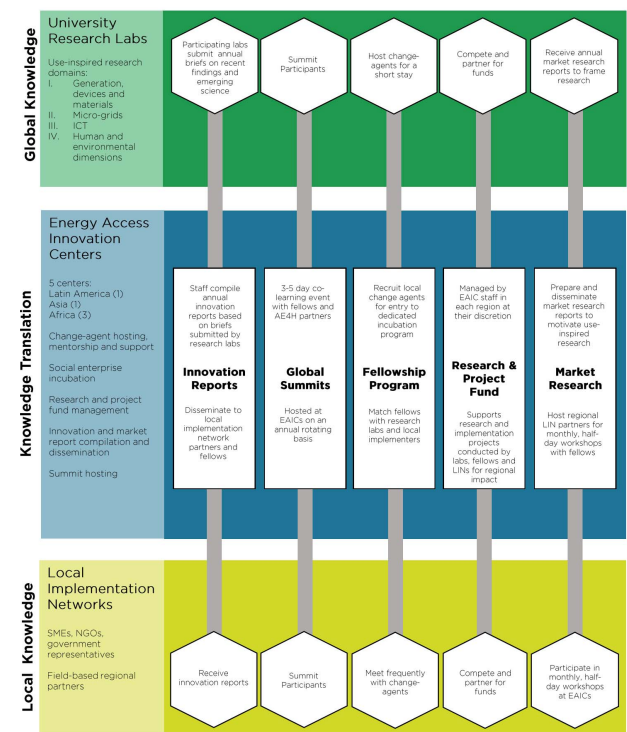 Global Knowledge
University
Research Labs
Use-inspired research
domains:
I. Generation,
devices and
materials
II. Micro-grids
III. ICT
IV. Human and
environmental
dimensions
Participating labs
submit annual
briefs on recent
findings and
emerging
science
Summit
Participants
Host change-
agents for a
short stay
Compete and
partner for
funds
Receive annual
market research
reports to frame
research
Knowledge Translation
Energy Access
Innovation
Centers
5 centers:
Latin America (1)
Asia (1)
Africa (3)
Change-agent hosting,
mentorship and support
Social enterprise
incubation
Research and project
fund management
Innovation and market
report compilation and
dissemination
Summit hosting
Staff compile
annual
innovation
reports based
on briefs
submitted by
research labs
Innovation
Reports
Disseminate to
local
implementation
network
partners and
fellows
3-5 day co-
learning event
with fellows and
AE4H partners
Global
Summits
Hosted at
EAICs on an
annual rotating
basis
Recruit local
change agents
for entry to
dedicated
incubation
program
Fellowship
Program
Match fellows
with research
labs and local
implementers
Managed by
EAIC staff in
each region at
their discretion
Research &
Project
Fund
Supports
research and
implementation
projects
conducted by
labs, fellows and
LINs for regional
impact
Prepare and
disseminate
market research
reports to
motivate use-
inspired
research
Market
Research
Host regional
LIN partners for
monthly, half-
day workshops
with fellows
Local Knowledge
Local
Implementation
Networks
SMEs, NGOs,
government
representatives
Field-based regional
partners
Receive
innovation reports
Summit
Participants
Meet frequently
with change-
agents
Compete and
partner for
funds
Participate in
monthly, half-
day workshops
at EAICs